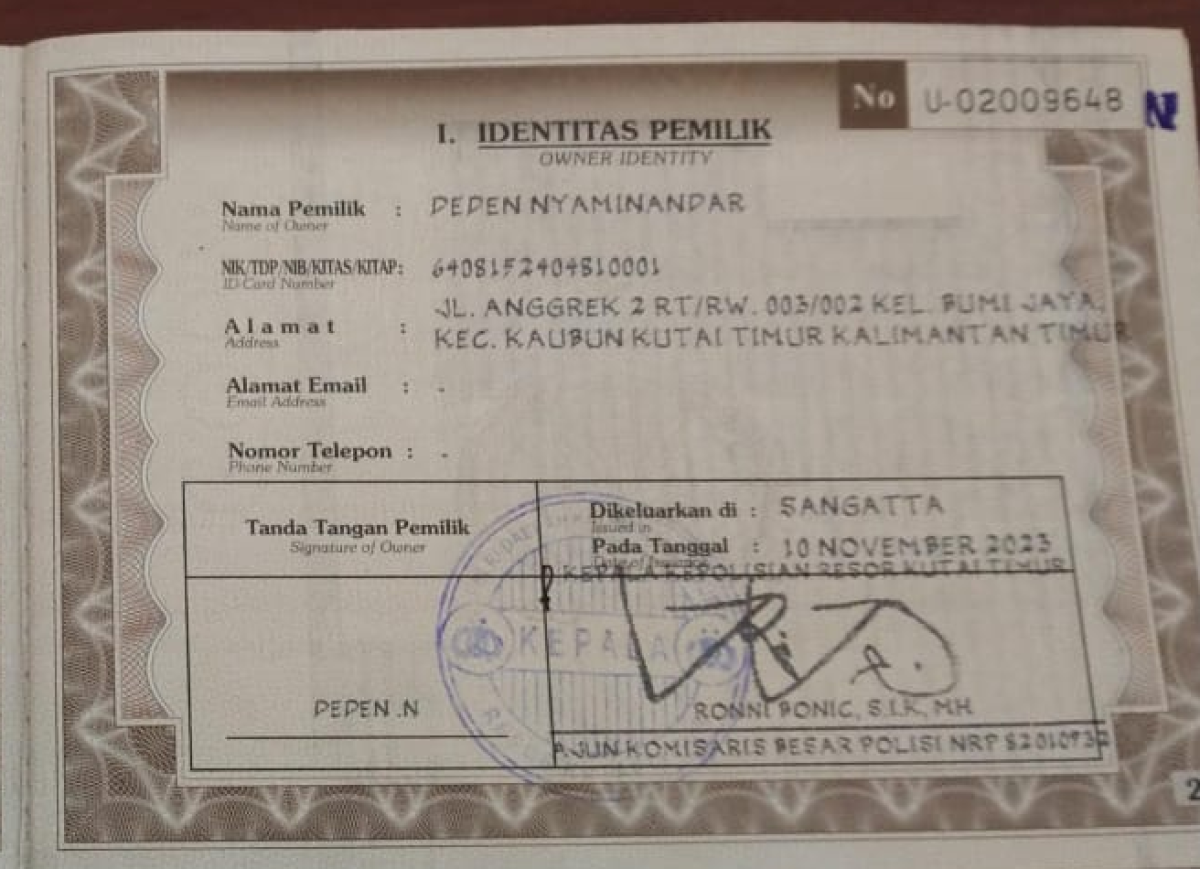 No U-02009648 N
I. IDENTITAS PEMILIK
OWNER IDENTITY
Nama Pemilik : DEDEN NYAMINANDAR
Name of Owner
NIK/TDP/NIB/KITAS/KITAP: 6408152404810001
ID Card Number
JL. ANGGREK 2 RT/RW. 003/002 KEL. BUMI JAYA,
Alamat :
Address
KEC. KAUBUN KUTAI TIMUR KALIMANTAN TIMUR
Alamat Email : -
Email Address
Nomor Telepon : -
Phone Number
Tanda Tangan Pemilik
Signature of Owner
Dikeluarkan di : SANGATTA
Issued in
Pada Tanggal : 10 NOVEMBER 2023
KEPALA KEPOLISIAN RESOR KUTAI TIMUR
KEPALA
DEDEN .N
RONNI BONIC, S.I.K, MH
AJUN KOMISARIS BESAR POLISI NRP
2